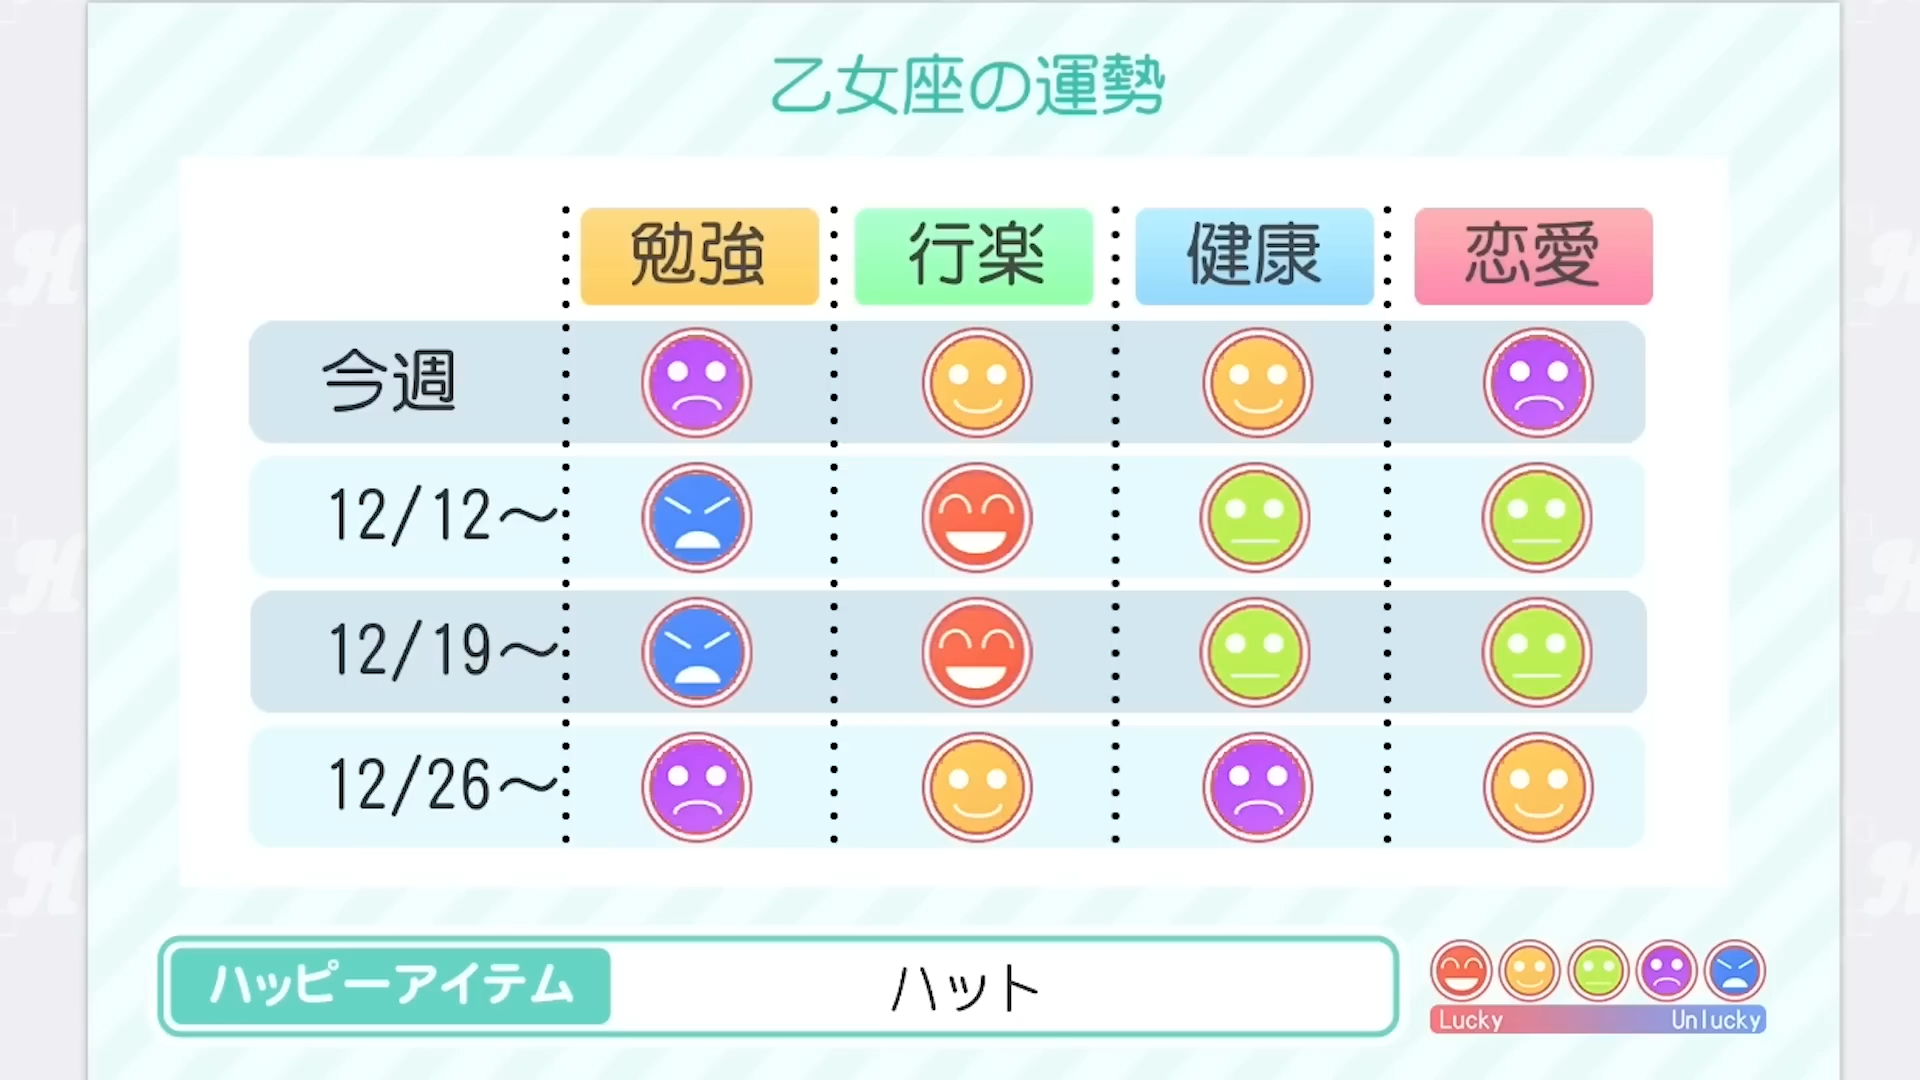 乙女座の運勢
勉強 行楽 健康 恋愛
今週
12/12～
12/19～
12/26～
ハッピーアイテム ハット
Lucky Unlucky